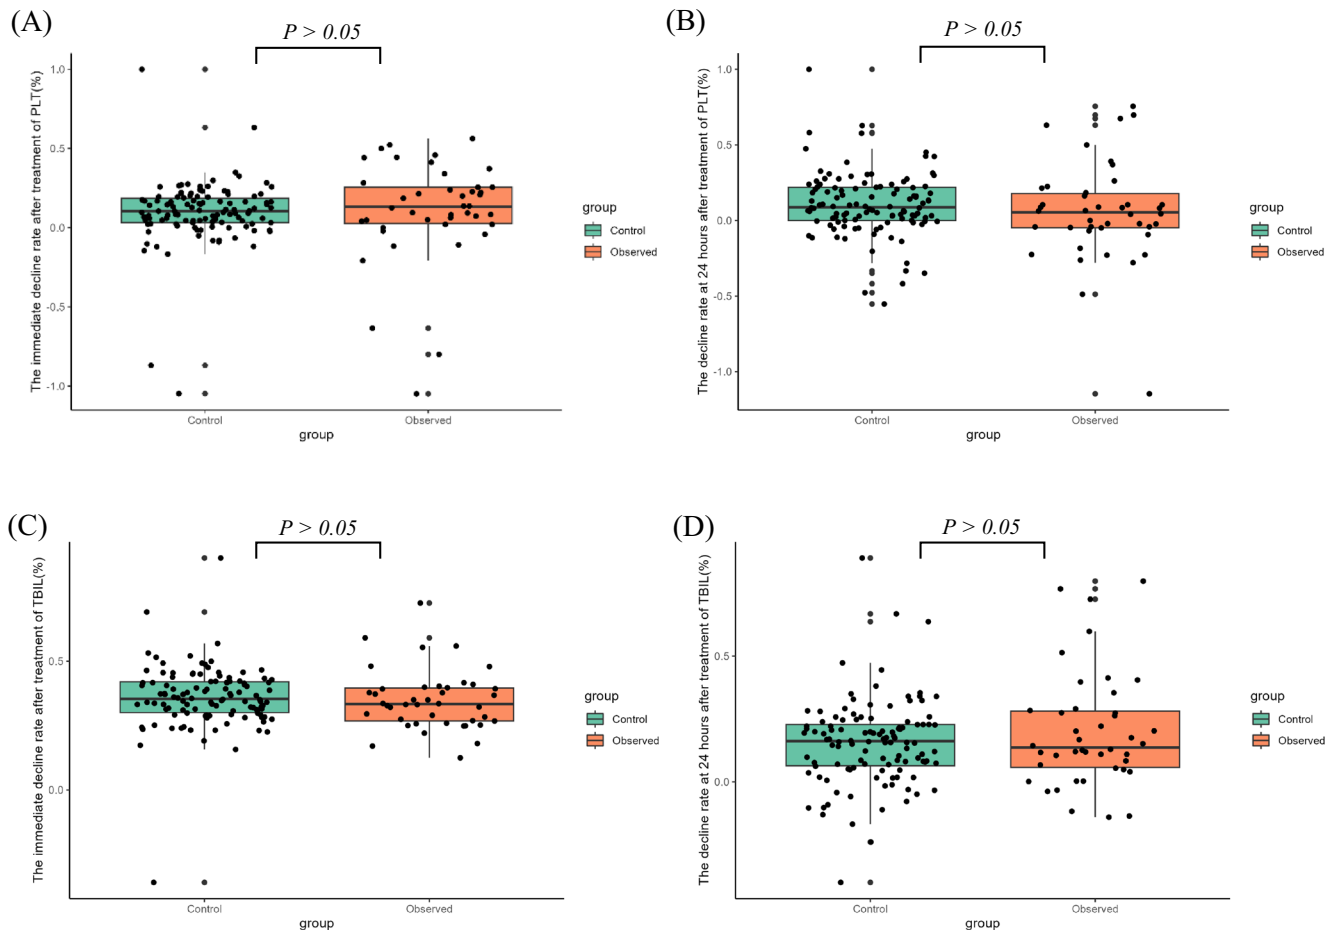 (A)
P > 0.05
The immediate decline rate after treatment of PLT(%)
1.0
0.5
0.0
-0.5
-1.0
Control
Observed
group
group
Control
Observed
(B)
P > 0.05
The decline rate at 24 hours after treatment of PLT(%)
1.0
0.5
0.0
-0.5
-1.0
Control
Observed
group
group
Control
Observed
(C)
P > 0.05
The immediate decline rate after treatment of TBIL(%)
0.5
0.0
Control
Observed
group
group
Control
Observed
(D)
P > 0.05
The decline rate at 24 hours after treatment of TBIL(%)
0.5
0.0
Control
Observed
group
group
Control
Observed